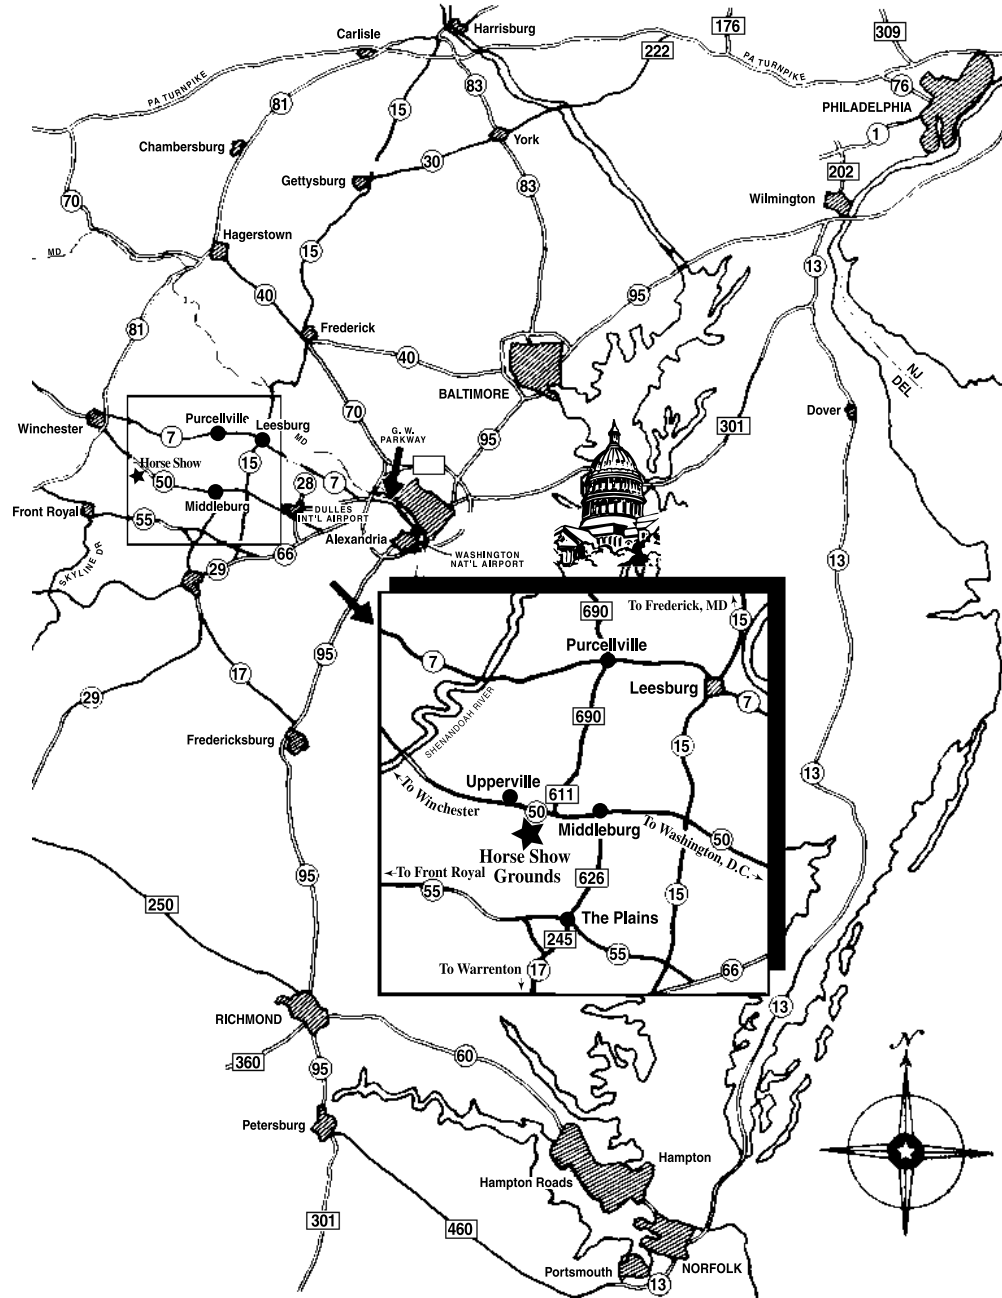 Harrisburg
Carlisle
176
309
222
PA TURNPIKE
PA TURNPIKE
83
76
PHILADELPHIA
81
15
1
Chambersburg
York
30
Gettysburg
83
202
Wilmington
70
Hagerstown
MD
15
13
40
95
81
Frederick
40
NJ
DEL
BALTIMORE
70
Dover
Winchester
Purcellville
Leesburg
7
MD
G. W.
PARKWAY
95
301
Horse Show
15
50
28
7
Middleburg
Front Royal
55
DULLES
INT'L AIRPORT
Alexandria
66
WASHINGTON
NAT'L AIRPORT
29
SKYLINE DR
13
95
17
29
Fredericksburg
690
To Frederick, MD
15
Purcellville
7
Leesburg
7
SHENANDOAH RIVER
690
15
To Winchester
Upperville
611
50
Middleburg
To Washington, D.C.
50
Horse Show
Grounds
To Front Royal
55
626
15
The Plains
245
55
To Warrenton
17
66
13
95
250
13
RICHMOND
360
95
60
N
Petersburg
Hampton
Hampton Roads
301
460
Portsmouth
NORFOLK
13